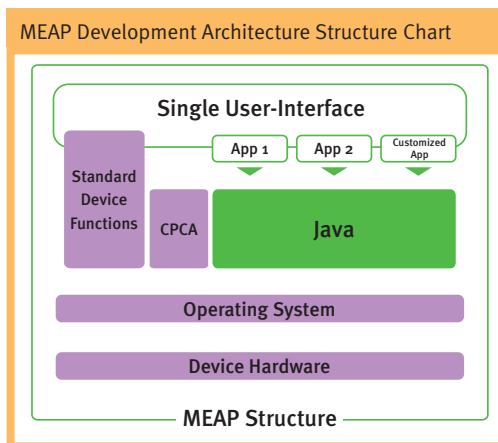 MEAP Development Architecture Structure Chart
Single User-Interface
App 1
App 2
Customized
App
Standard
Device
Functions
CPCA
Java
Operating System
Device Hardware
MEAP Structure